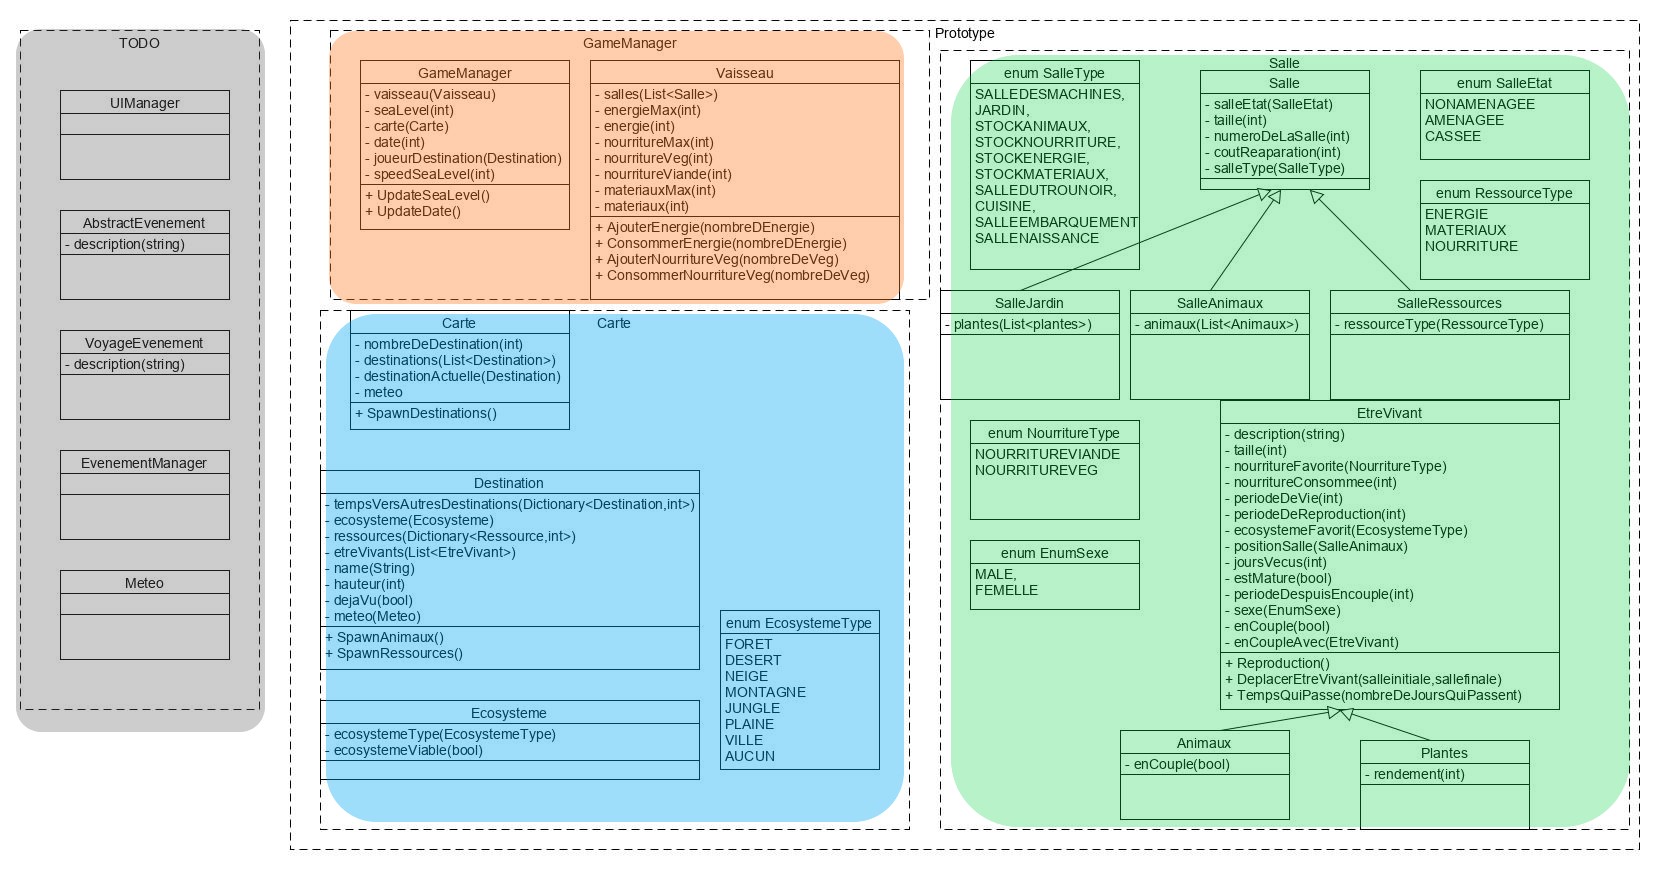 TODO
UIManager
AbstractEvenement
- description(string)
VoyageEvenement
- description(string)
EvenementManager
Meteo
Prototype
GameManager
GameManager
- vaisseau(Vaisseau)
- seaLevel(int)
- carte(Carte)
- date(int)
- joueurDestination(Destination)
- speedSeaLevel(int)
+ UpdateSeaLevel()
+ UpdateDate()
Vaisseau
- salles(List<Salle>)
- energieMax(int)
- energie(int)
- nourritureMax(int)
- nourritureVeg(int)
- nourritureViande(int)
- materiauxMax(int)
- materiaux(int)
+ AjouterEnergie(nombreDEnergie)
+ ConsommerEnergie(nombreDEnergie)
+ AjouterNourritureVeg(nombreDeVeg)
+ ConsommerNourritureVeg(nombreDeVeg)
Carte
Carte
- nombreDeDestination(int)
- destinations(List<Destination>)
- destinationActuelle(Destination)
- meteo
+ SpawnDestinations()
Destination
- tempsVersAutresDestinations(Dictionary<Destination,int>)
- ecosysteme(Ecosysteme)
- ressources(Dictionary<Ressource,int>)
- etreVivants(List<EtreVivant>)
- name(String)
- hauteur(int)
- dejaVu(bool)
- meteo(Meteo)
+ SpawnAnimaux()
+ SpawnRessources()
Ecosysteme
- ecosystemeType(EcosystemeType)
- ecosystemeViable(bool)
enum EcosystemeType
FORET
DESERT
NEIGE
MONTAGNE
JUNGLE
PLAINE
VILLE
AUCUN
Salle
enum SalleType
SALLEDESMACHINES,
JARDIN,
STOCKANIMAUX,
STOCKNOURRITURE,
STOCKENERGIE,
STOCKMATERIAUX,
SALLEDUTROUNOIR,
CUISINE,
SALLEEMBARQUEMENT
SALLENAISSANCE
Salle
- salleEtat(SalleEtat)
- taille(int)
- numeroDeLaSalle(int)
- coutReaparation(int)
- salleType(SalleType)
enum SalleEtat
NONAMENAGEE
AMENAGEE
CASSEE
enum RessourceType
ENERGIE
MATERIAUX
NOURRITURE
SalleJardin
- plantes(List<plantes>)
SalleAnimaux
- animaux(List<Animaux>)
SalleRessources
- ressourceType(RessourceType)
enum NourritureType
NOURRITUREVIANDE
NOURRITUREVEG
enum EnumSexe
MALE,
FEMELLE
EtreVivant
- description(string)
- taille(int)
- nourritureFavorite(NourritureType)
- nourritureConsommee(int)
- periodeDeVie(int)
- periodeDeReproduction(int)
- ecosystemeFavorit(EcosystemeType)
- positionSalle(SalleAnimaux)
- joursVecus(int)
- estMature(bool)
- periodeDespuisEncouple(int)
- sexe(EnumSexe)
- enCouple(bool)
- enCoupleAvec(EtreVivant)
+ Reproduction()
+ DeplacerEtreVivant(salleinitiale,sallefinale)
+ TempsQuiPasse(nombreDeJoursQuiPassent)
Animaux
- enCouple(bool)
Plantes
- rendement(int)